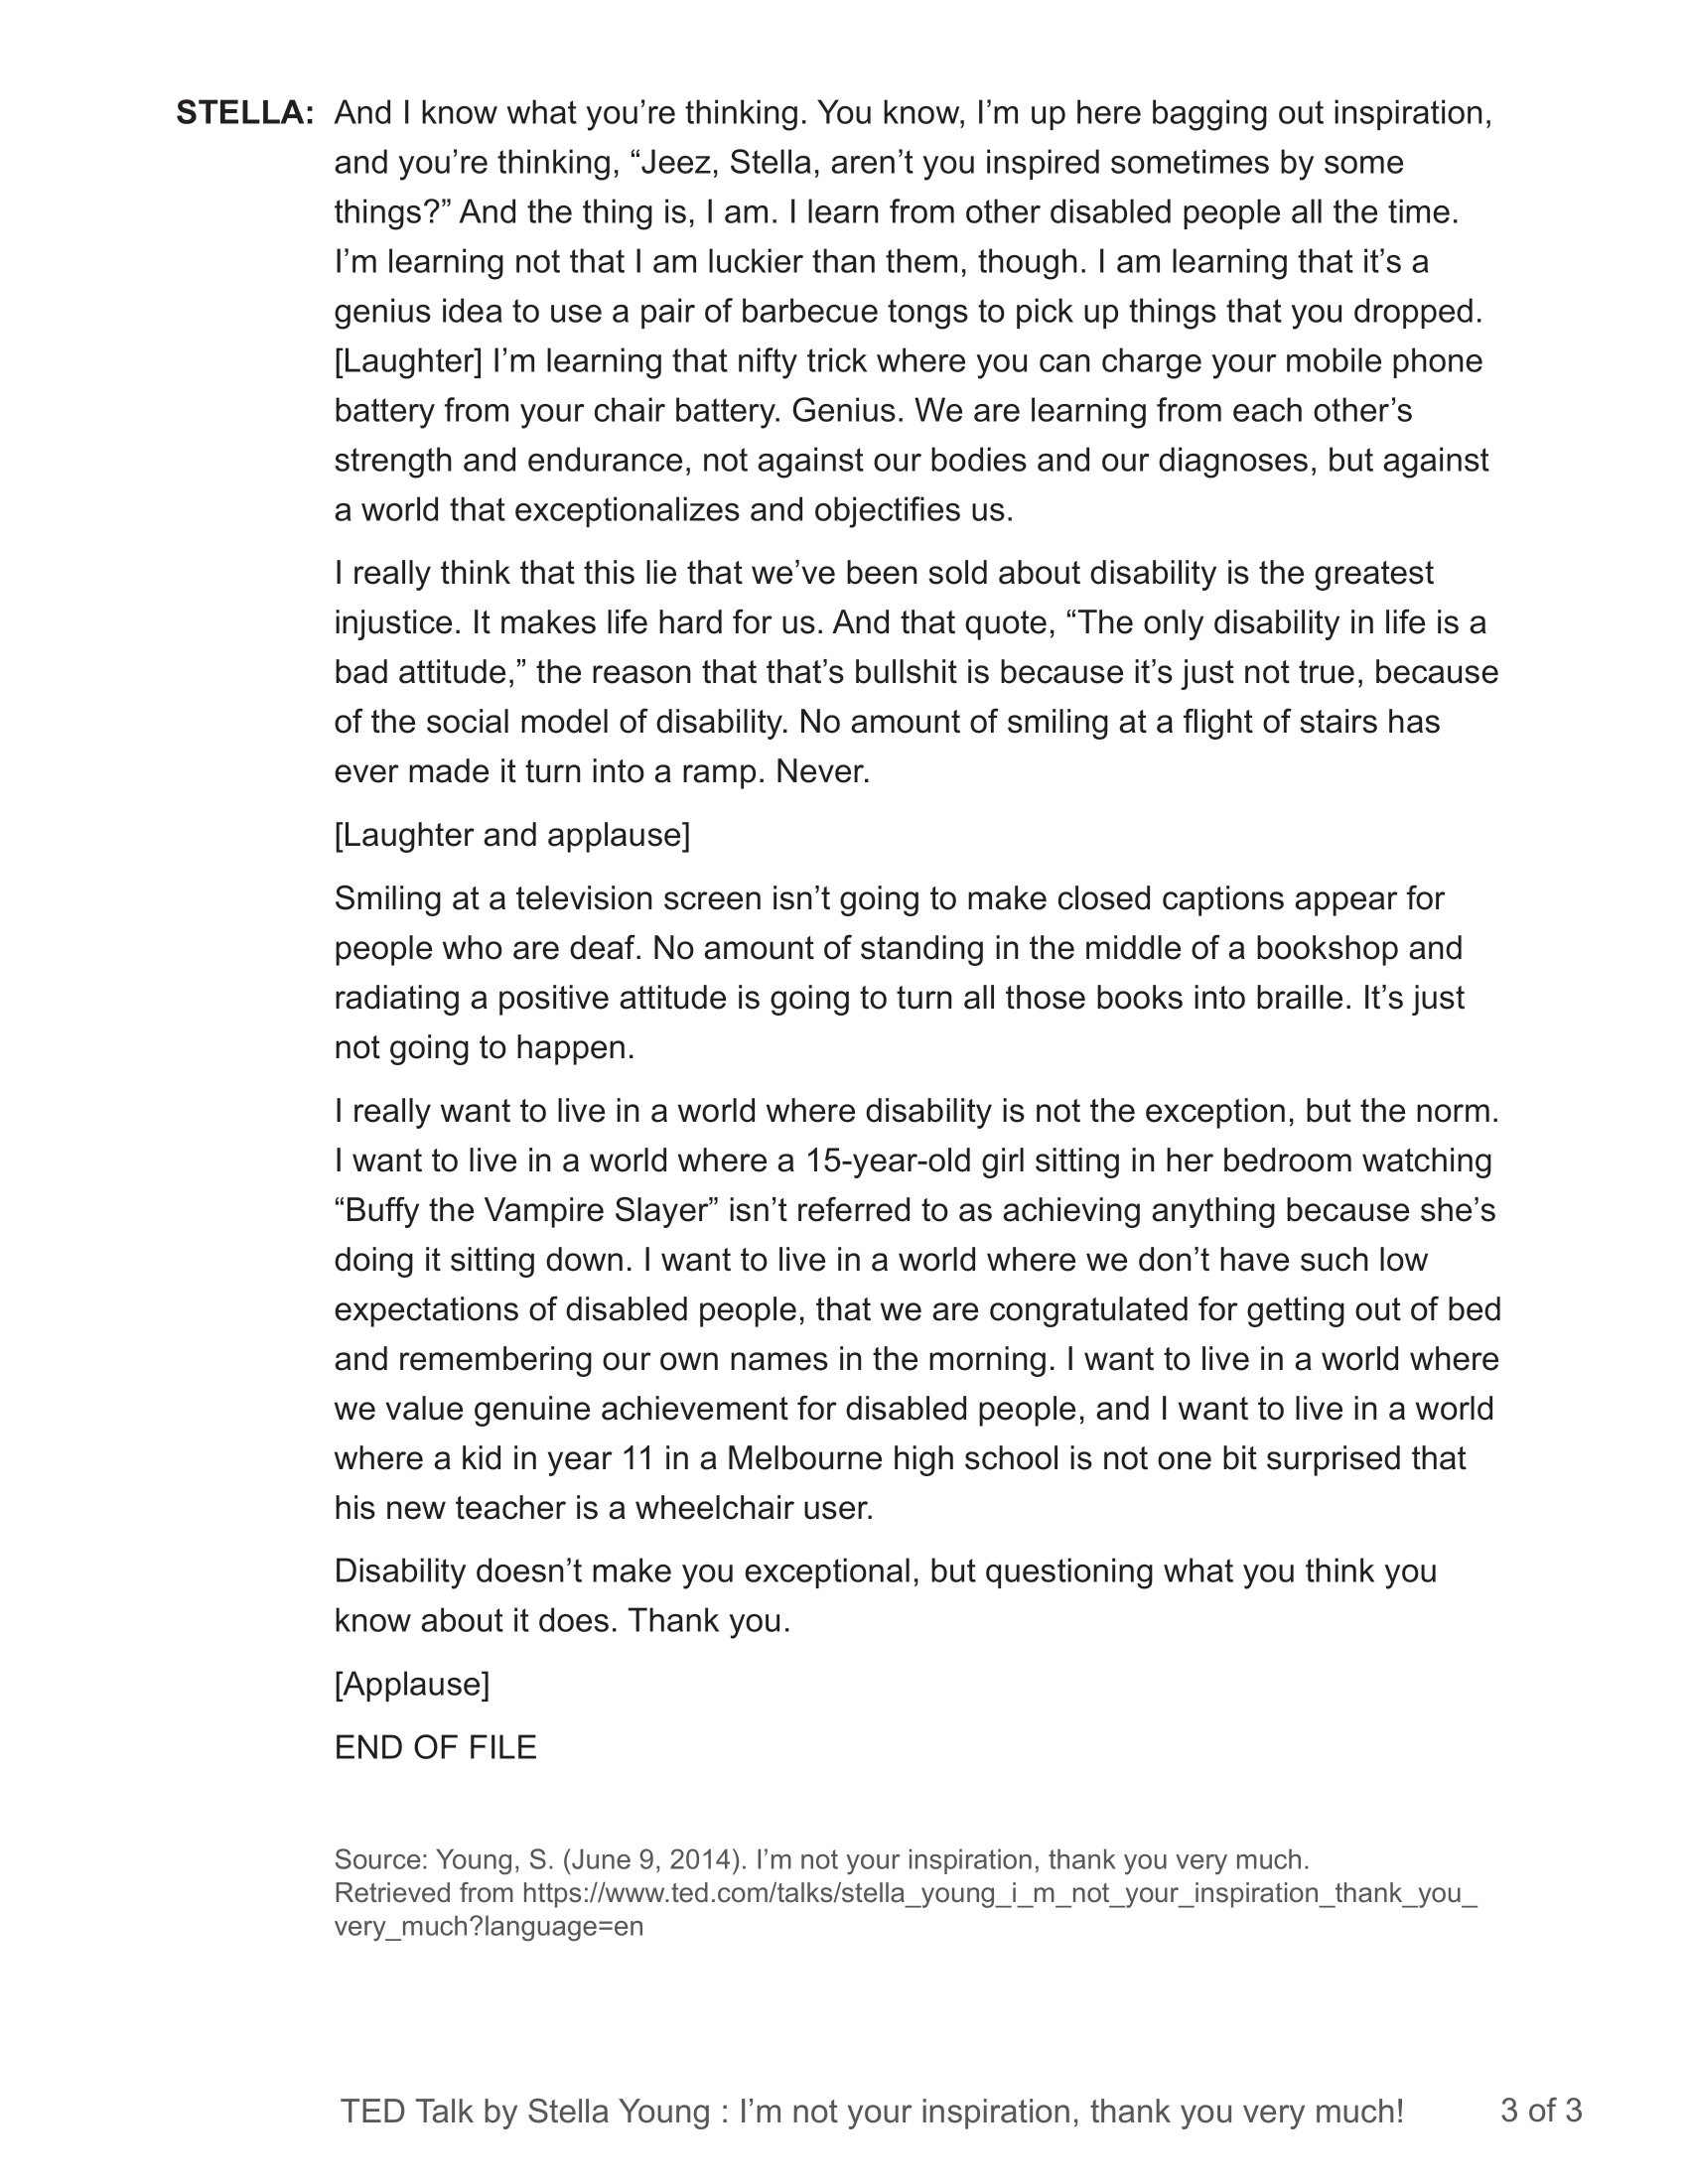 STELLA: And I know what you’re thinking. You know, I’m up here bagging out inspiration,
and you’re thinking, “Jeez, Stella, aren’t you inspired sometimes by some
things?” And the thing is, I am. I learn from other disabled people all the time.
I’m learning not that I am luckier than them, though. I am learning that it’s a
genius idea to use a pair of barbecue tongs to pick up things that you dropped.
[Laughter] I’m learning that nifty trick where you can charge your mobile phone
battery from your chair battery. Genius. We are learning from each other’s
strength and endurance, not against our bodies and our diagnoses, but against
a world that exceptionalizes and objectifies us.
I really think that this lie that we’ve been sold about disability is the greatest
injustice. It makes life hard for us. And that quote, “The only disability in life is a
bad attitude,” the reason that that’s bullshit is because it’s just not true, because
of the social model of disability. No amount of smiling at a flight of stairs has
ever made it turn into a ramp. Never.
[Laughter and applause]
Smiling at a television screen isn’t going to make closed captions appear for
people who are deaf. No amount of standing in the middle of a bookshop and
radiating a positive attitude is going to turn all those books into braille. It’s just
not going to happen.
I really want to live in a world where disability is not the exception, but the norm.
I want to live in a world where a 15-year-old girl sitting in her bedroom watching
“Buffy the Vampire Slayer” isn’t referred to as achieving anything because she’s
doing it sitting down. I want to live in a world where we don’t have such low
expectations of disabled people, that we are congratulated for getting out of bed
and remembering our own names in the morning. I want to live in a world where
we value genuine achievement for disabled people, and I want to live in a world
where a kid in year 11 in a Melbourne high school is not one bit surprised that
his new teacher is a wheelchair user.
Disability doesn’t make you exceptional, but questioning what you think you
know about it does. Thank you.
[Applause]
END OF FILE
Source: Young, S. (June 9, 2014). I’m not your inspiration, thank you very much.
Retrieved from https://www.ted.com/talks/stella_young_i_m_not_your_inspiration_thank_you_
very_much?language=en
TED Talk by Stella Young : I’m not your inspiration, thank you very much! 3 of 3